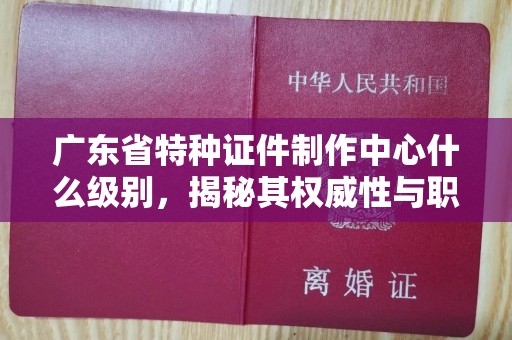 中华人民共和国
广东省特种证件制作中心什
么级别，揭秘其权威性与职
离婚证